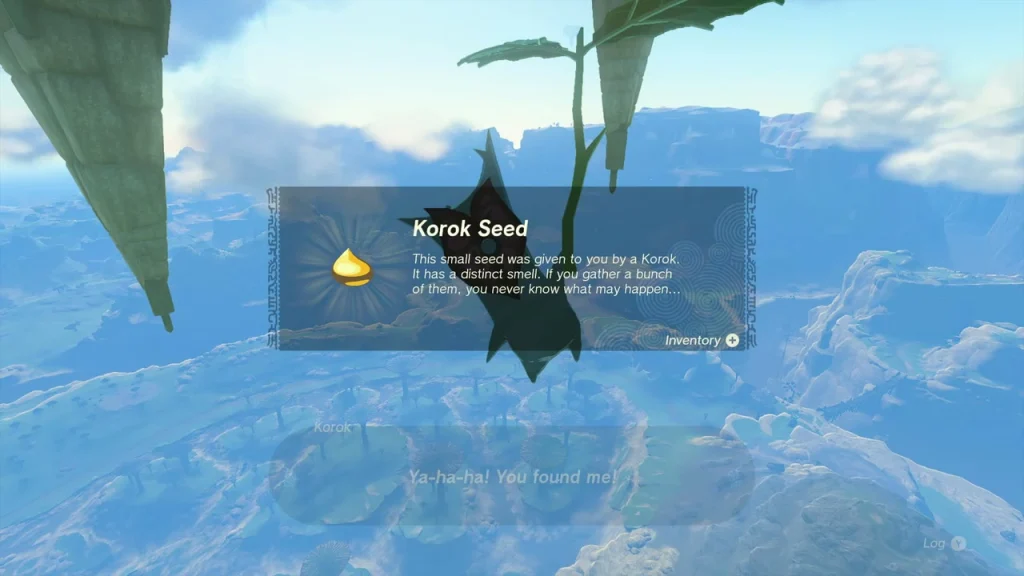 Korok Seed
This small seed was given to you by a Korok.
It has a distinct smell. If you gather a bunch
of them, you never know what may happen...
Inventory
Korok
Ya-ha-ha! You found me!
Log Y